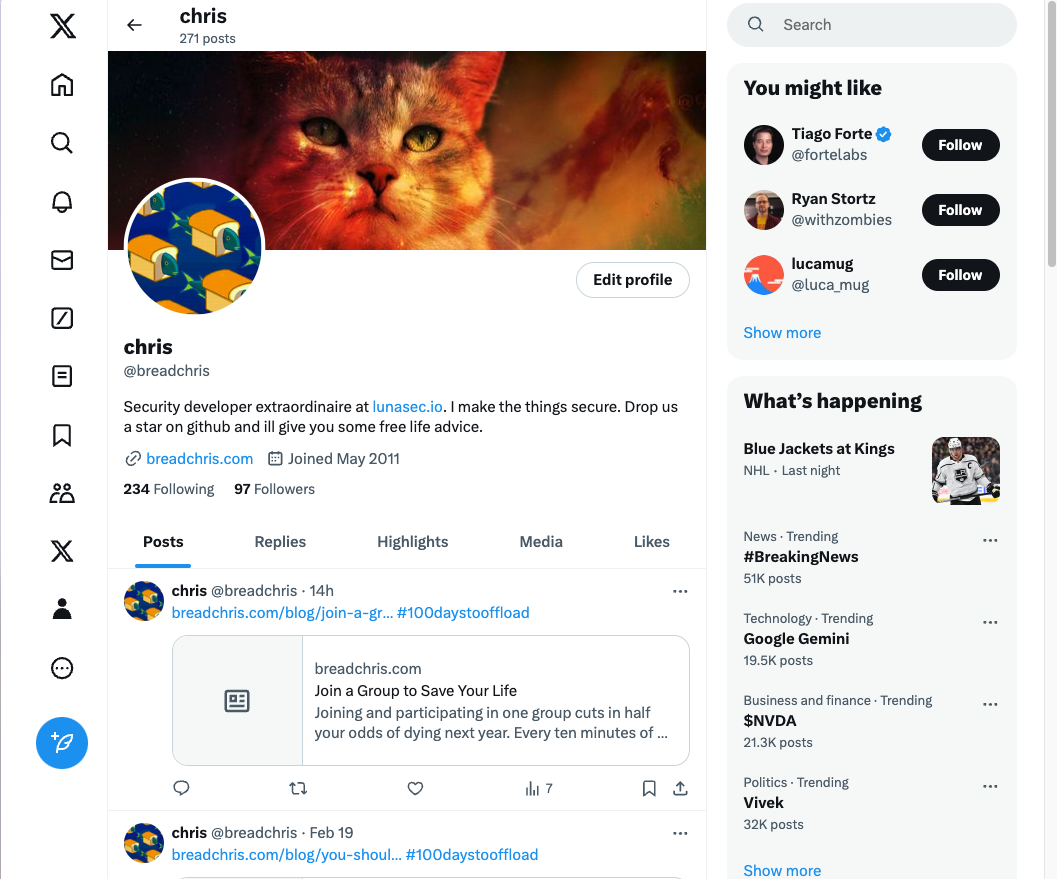 chris
271 posts
Edit profile
chris
@breadchris
Security developer extraordinaire at lunasec.io. I make the things secure. Drop us
a star on github and ill give you some free life advice.
breadchris.com Joined May 2011
234 Following 97 Followers
Posts Replies Highlights Media Likes
chris @breadchris · 14h
breadchris.com/blog/join-a-gr... #100daystooffload
breadchris.com
Join a Group to Save Your Life
Joining and participating in one group cuts in half
your odds of dying next year. Every ten minutes of ...
7
chris @breadchris · Feb 19
breadchris.com/blog/you-shoul... #100daystooffload
Search
You might like
Tiago Forte
@fortelabs
Follow
Ryan Stortz
@withzombies
Follow
lucamug
@luca_mug
Follow
Show more
What’s happening
Blue Jackets at Kings
NHL · Last night
News · Trending
#BreakingNews
51K posts
Technology · Trending
Google Gemini
19.5K posts
Business and finance · Trending
$NVDA
21.3K posts
Politics · Trending
Vivek
32K posts
Show more